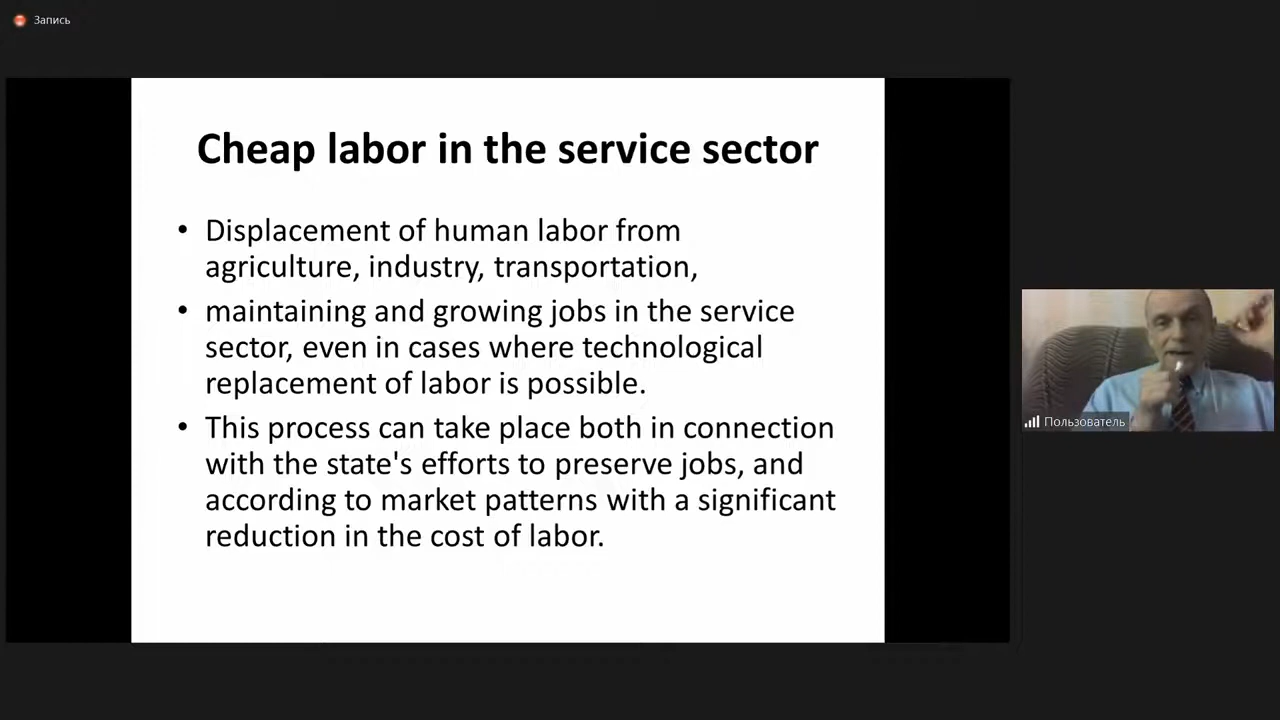 Запись
Cheap labor in the service sector
• Displacement of human labor from
agriculture, industry, transportation,
• maintaining and growing jobs in the service
sector, even in cases where technological
replacement of labor is possible.
• This process can take place both in connection
with the state's efforts to preserve jobs, and
according to market patterns with a significant
reduction in the cost of labor.
Пользователь